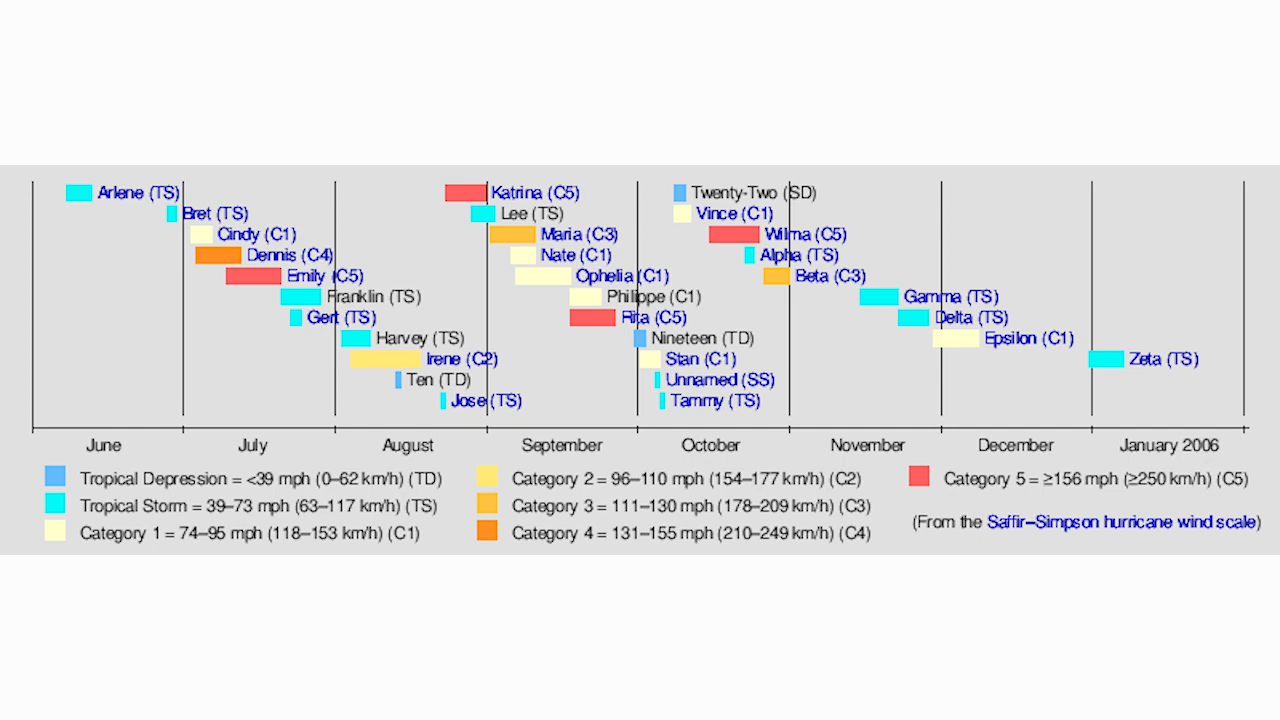 Arlene (TS)
Bret (TS)
Cindy (C1)
Dennis (C4)
Emily (C5)
Franklin (TS)
Gert (TS)
Harvey (TS)
Irene (C2)
Ten (TD)
Jose (TS)
Katrina (C5)
Lee (TS)
Maria (C3)
Nate (C1)
Ophelia (C1)
Philippe (C1)
Rita (C5)
Nineteen (TD)
Stan (C1)
Unnamed (SS)
Tammy (TS)
Twenty-Two (SD)
Vince (C1)
Wilma (C5)
Alpha (TS)
Beta (C3)
Gamma (TS)
Delta (TS)
Epsilon (C1)
Zeta (TS)
June July August September October November December January 2006
Tropical Depression = <39 mph (0–62 km/h) (TD)
Tropical Storm = 39–73 mph (63–117 km/h) (TS)
Category 1 = 74–95 mph (118–153 km/h) (C1)
Category 2 = 96–110 mph (154–177 km/h) (C2)
Category 3 = 111–130 mph (178–209 km/h) (C3)
Category 4 = 131–155 mph (210–249 km/h) (C4)
Category 5 = ≥156 mph (≥250 km/h) (C5)
(From the Saffir–Simpson hurricane wind scale)